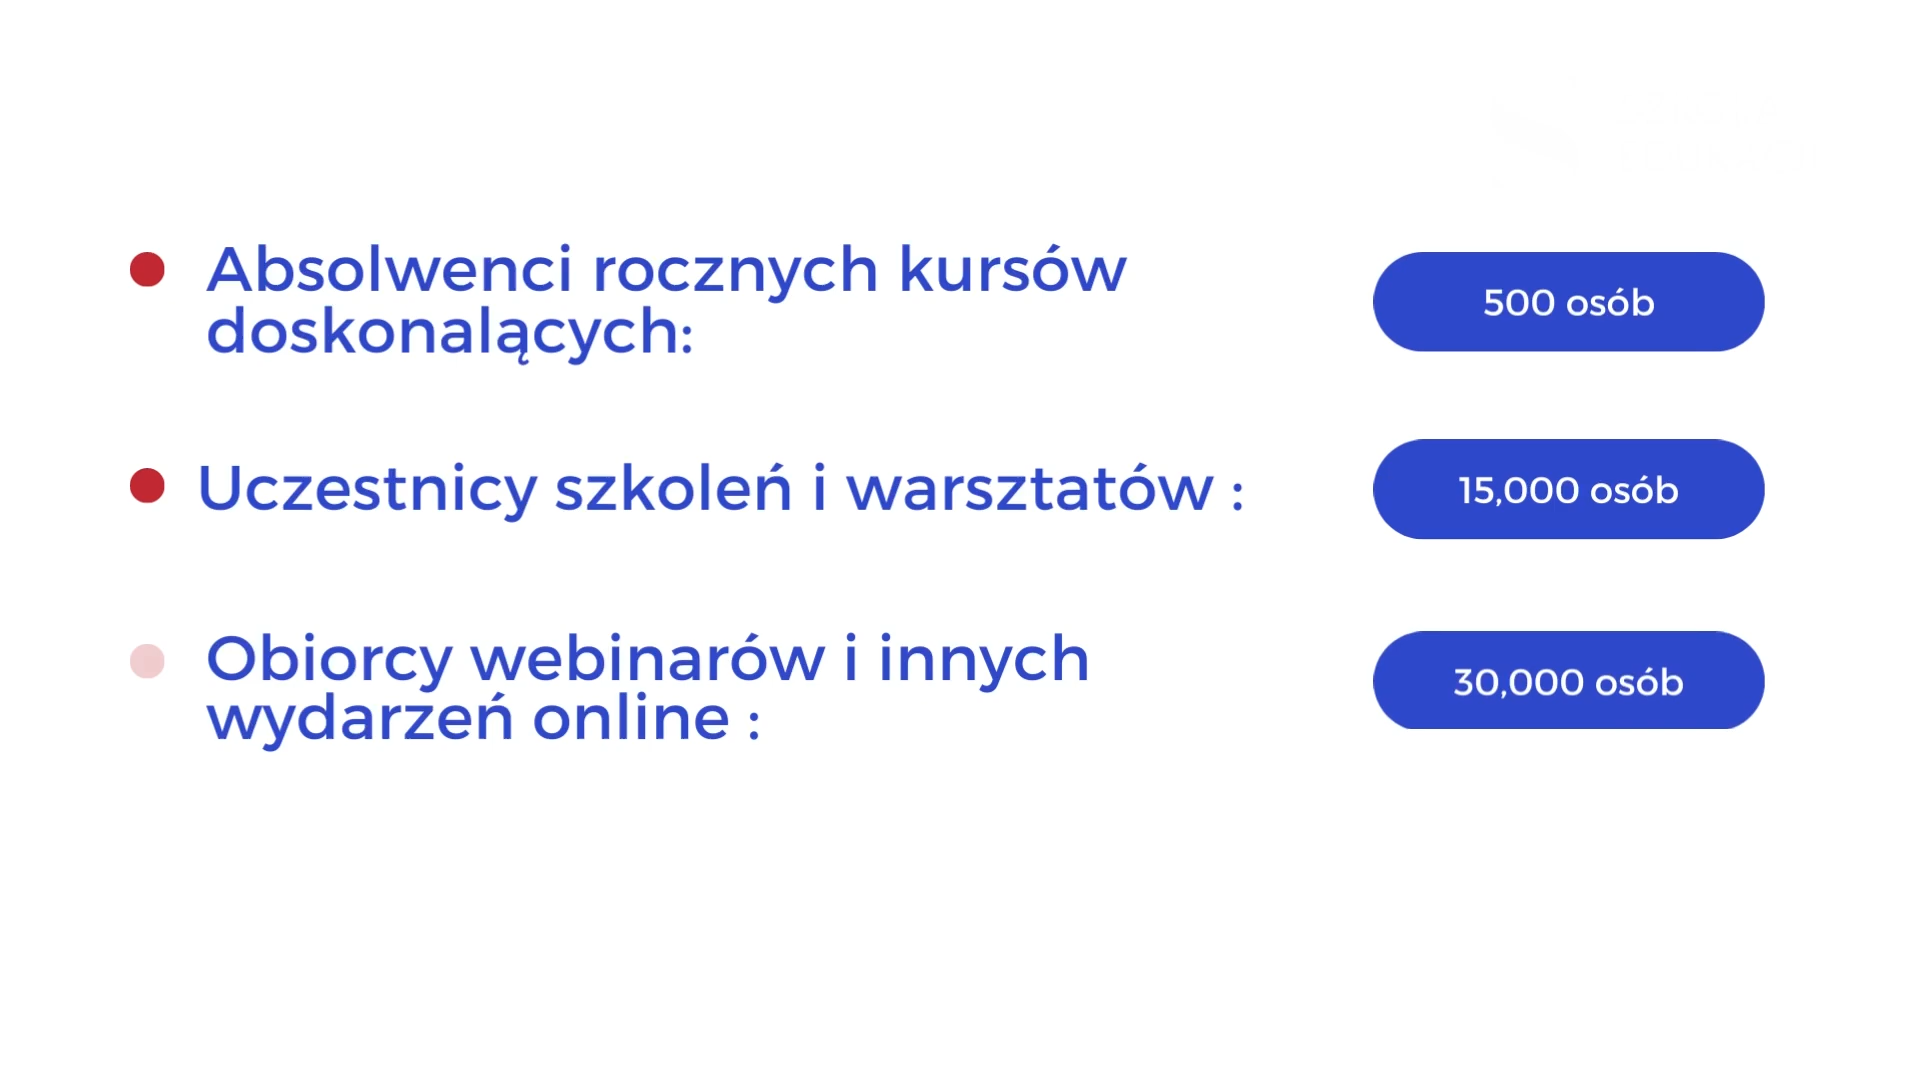 Absolwenci rocznych kursów
doskonalących:
500 osób
Uczestnicy szkoleń i warsztatów :
15,000 osób
Obiorcy webinarów i innych
wydarzeń online :
30,000 osób